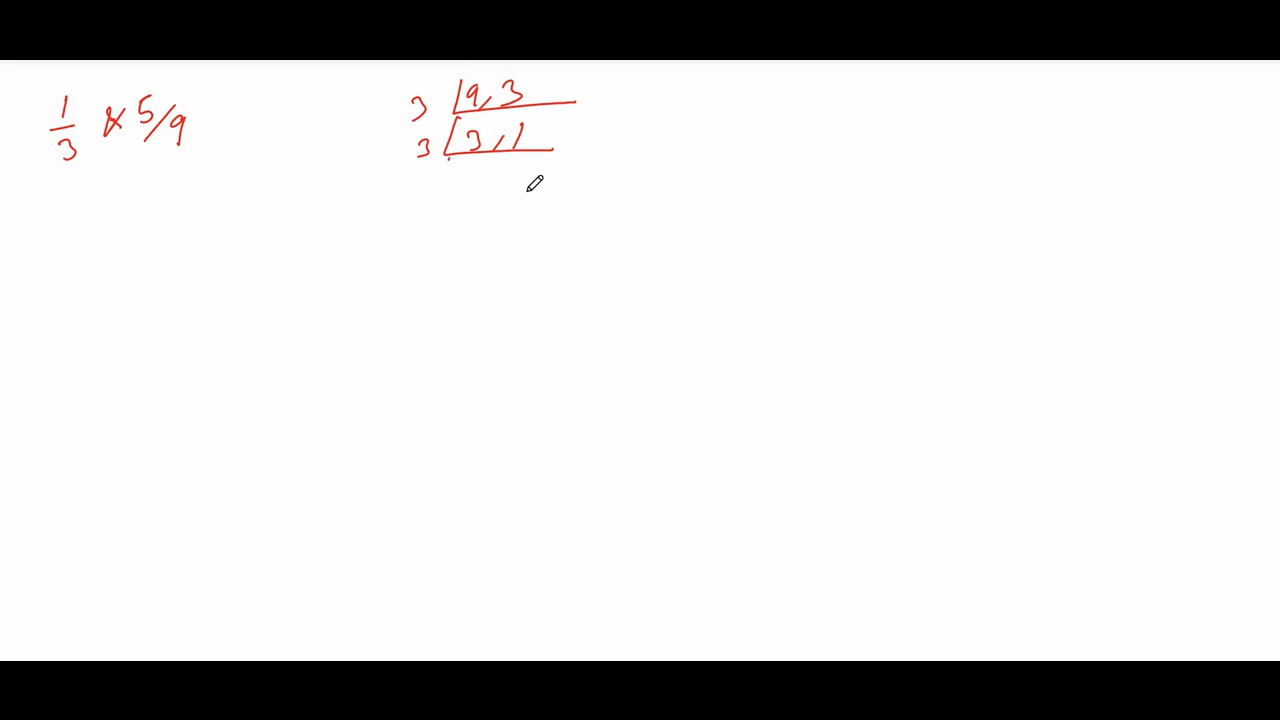 1/3 & 5/9
3 | 9, 3
3 | 3, 1